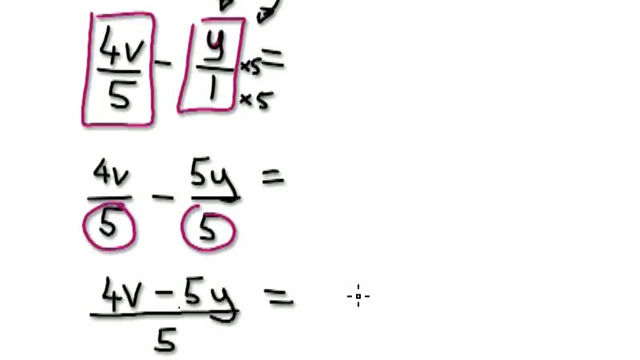 4v/5 - y/1 ×5 ×5 =
4v/5 - 5y/5 =
4v - 5y/5 =